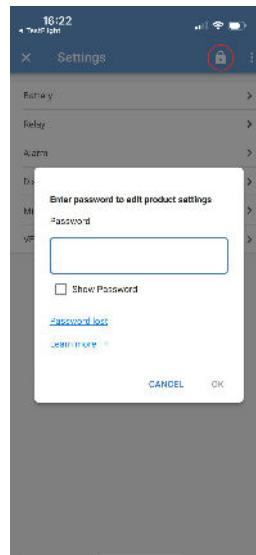 16:22
TestFlight
Settings
Battery
Relay
Alarm
Enter password to edit product settings
Password
Show Password
Password lost
Learn more
CANCEL
OK